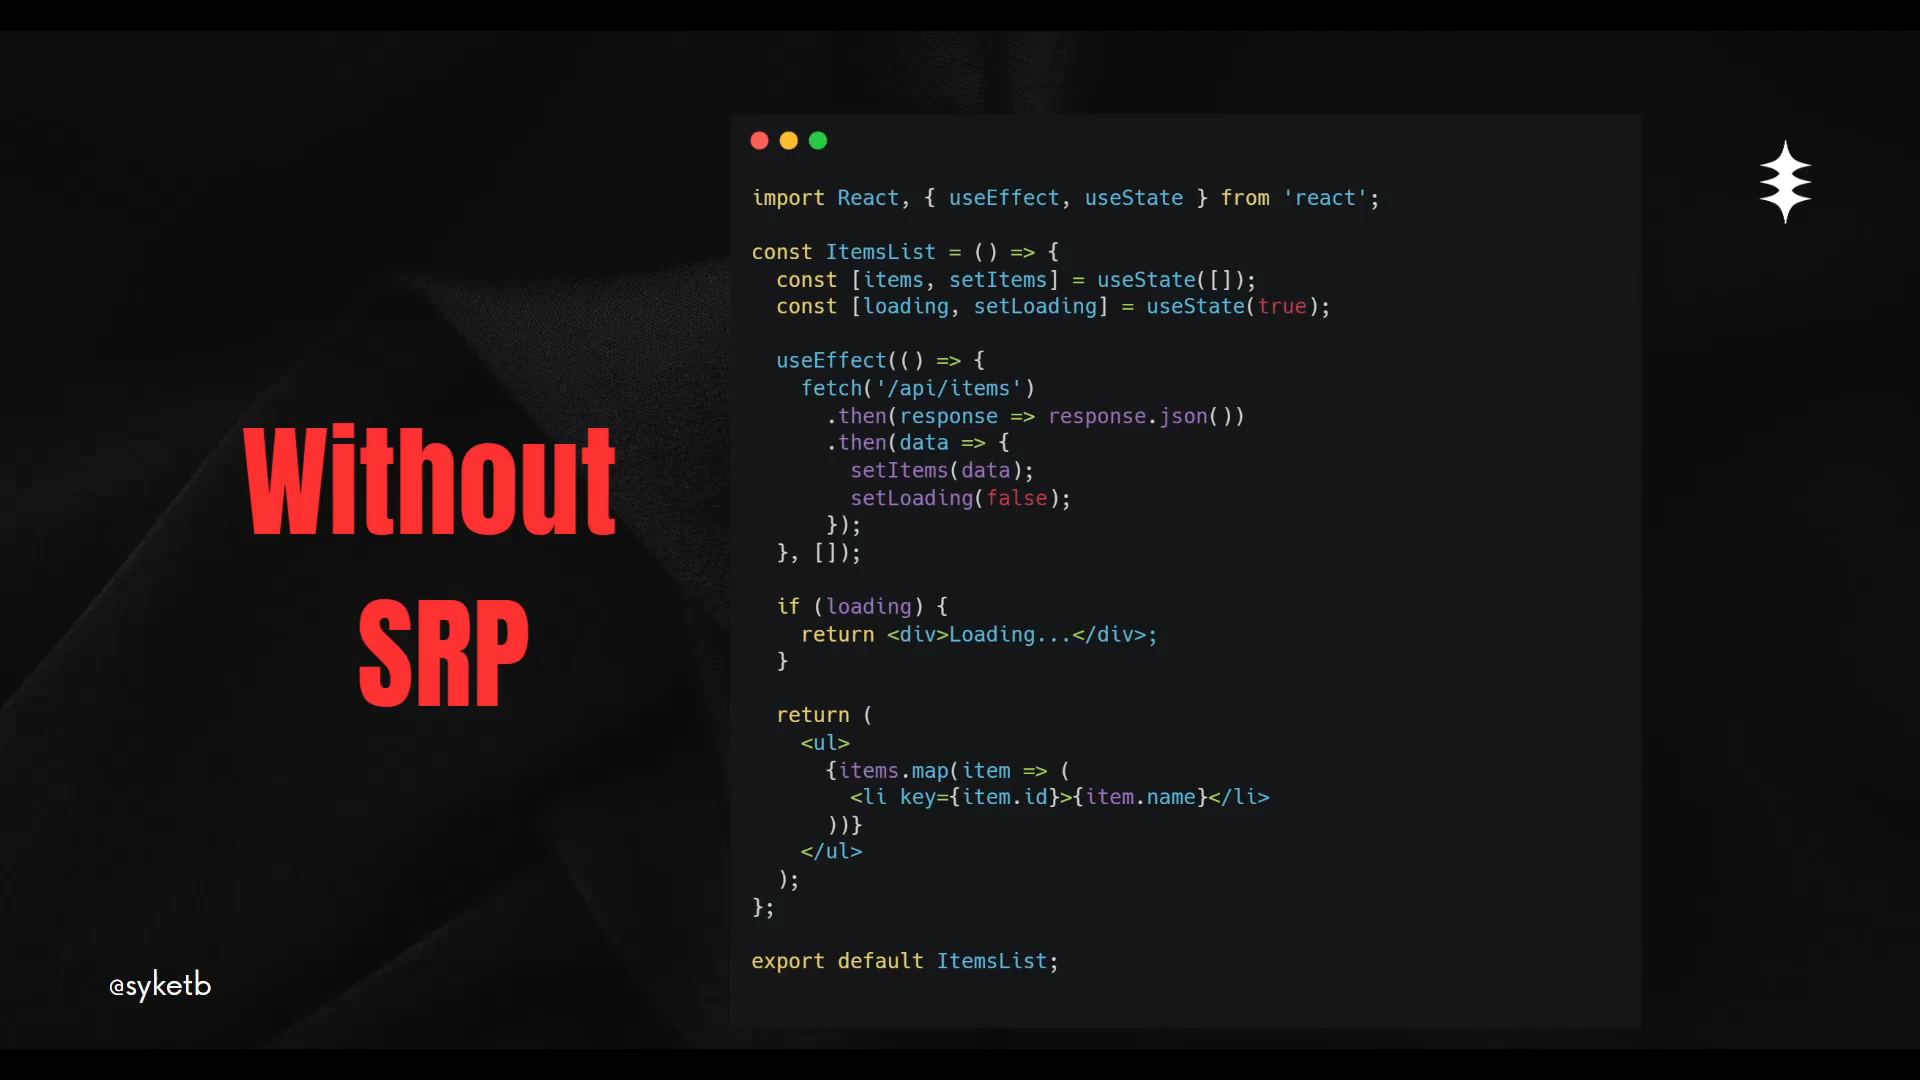 Without
SRP
@syketb
import React, { useEffect, useState } from 'react';
const ItemsList = () => {
  const [items, setItems] = useState([]);
  const [loading, setLoading] = useState(true);
  useEffect(() => {
    fetch('/api/items')
      .then(response => response.json())
      .then(data => {
        setItems(data);
        setLoading(false);
      });
  }, []);
  if (loading) {
    return <div>Loading...</div>;
  }
  return (
    <ul>
      {items.map(item => (
        <li key={item.id}>{item.name}</li>
      ))}
    </ul>
  );
};
export default ItemsList;